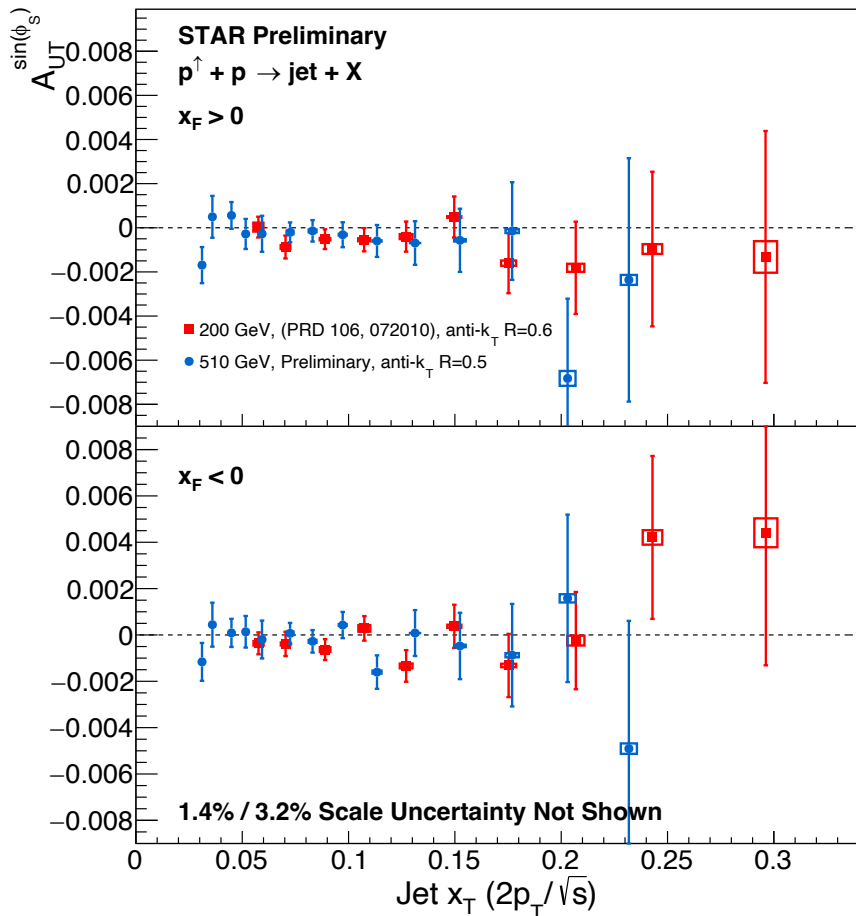 A_UT^sin(φ_S)
STAR Preliminary
p↑ + p → jet + X
x_F > 0
0.008
0.006
0.004
0.002
0
−0.002
−0.004
−0.006
−0.008
200 GeV, (PRD 106, 072010), anti-k_T R=0.6
510 GeV, Preliminary, anti-k_T R=0.5
x_F < 0
0.008
0.006
0.004
0.002
0
−0.002
−0.004
−0.006
−0.008
1.4% / 3.2% Scale Uncertainty Not Shown
0 0.05 0.1 0.15 0.2 0.25 0.3
Jet x_T (2p_T/√s)